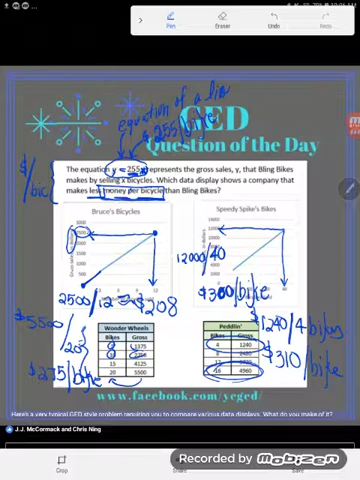 Pen
Eraser
Undo
Redo
equation of a line
$255/bike
GED
Question of the Day
$/bic
The equation y = 255x represents the gross sales, y, that Bling Bikes
makes by selling x bicycles. Which data display shows a company that
makes less money per bicycle than Bling Bikes?
Bruce's Bicycles
Speedy Spike's Bikes
12000/40
$300/bike
2500/12 = $208
$5500/
20
$275/bike
Wonder Wheels
Bikes Gross
1375
15 4125
20 5500
Peddlin'
Bikes Gross
4 1240
8 2480
16 4960
$1240/4 bikes
$310/bike
www.facebook.com/ycged/
Here's a very typical GED style problem requiring you to compare various data displays. What do you make of it?
J.J. McCormack and Chris Ning
RECORDED WITH
mobizen
Crop
Share